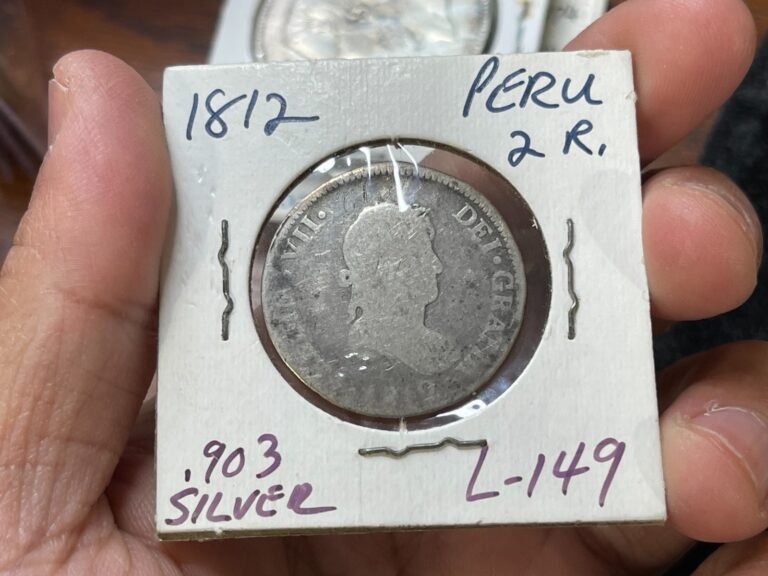 1812
PERU
2 R.
VII · DEI · GRA
.903
SILVER
L-149